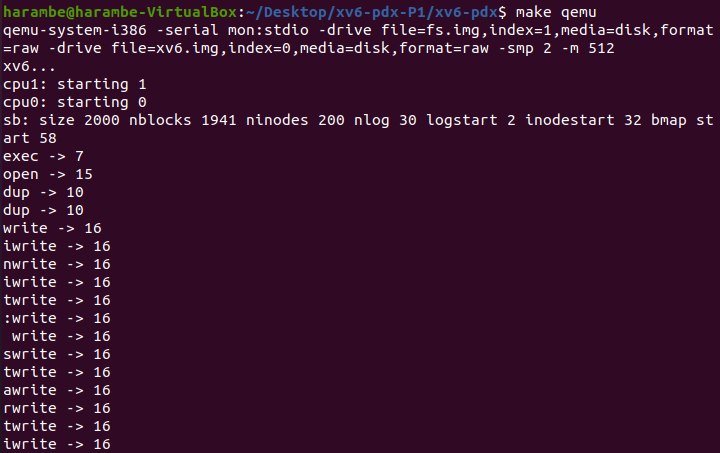 harambe@harambe-VirtualBox:~/Desktop/xv6-pdx-P1/xv6-pdx$ make qemu
qemu-system-i386 -serial mon:stdio -drive file=fs.img,index=1,media=disk,format
=raw -drive file=xv6.img,index=0,media=disk,format=raw -smp 2 -m 512
xv6...
cpu1: starting 1
cpu0: starting 0
sb: size 2000 nblocks 1941 ninodes 200 nlog 30 logstart 2 inodestart 32 bmap st
art 58
exec -> 7
open -> 15
dup -> 10
dup -> 10
write -> 16
iwrite -> 16
nwrite -> 16
iwrite -> 16
twrite -> 16
:write -> 16
 write -> 16
swrite -> 16
twrite -> 16
awrite -> 16
rwrite -> 16
twrite -> 16
iwrite -> 16